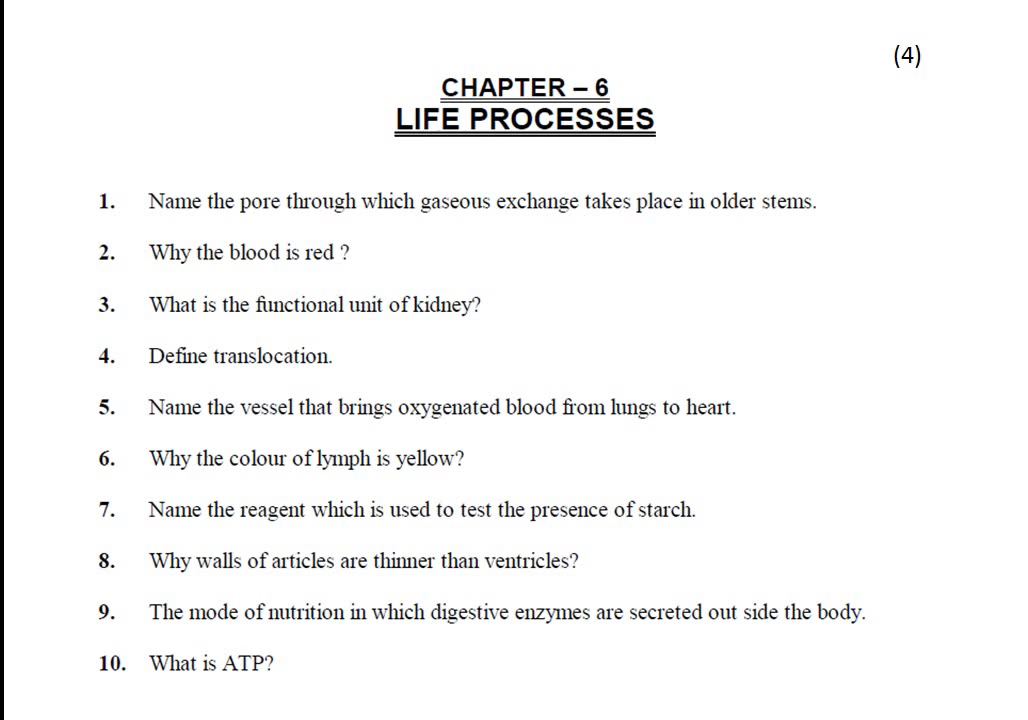 (4)
CHAPTER – 6
LIFE PROCESSES
1. Name the pore through which gaseous exchange takes place in older stems.
2. Why the blood is red ?
3. What is the functional unit of kidney?
4. Define translocation.
5. Name the vessel that brings oxygenated blood from lungs to heart.
6. Why the colour of lymph is yellow?
7. Name the reagent which is used to test the presence of starch.
8. Why walls of articles are thinner than ventricles?
9. The mode of nutrition in which digestive enzymes are secreted out side the body.
10. What is ATP?